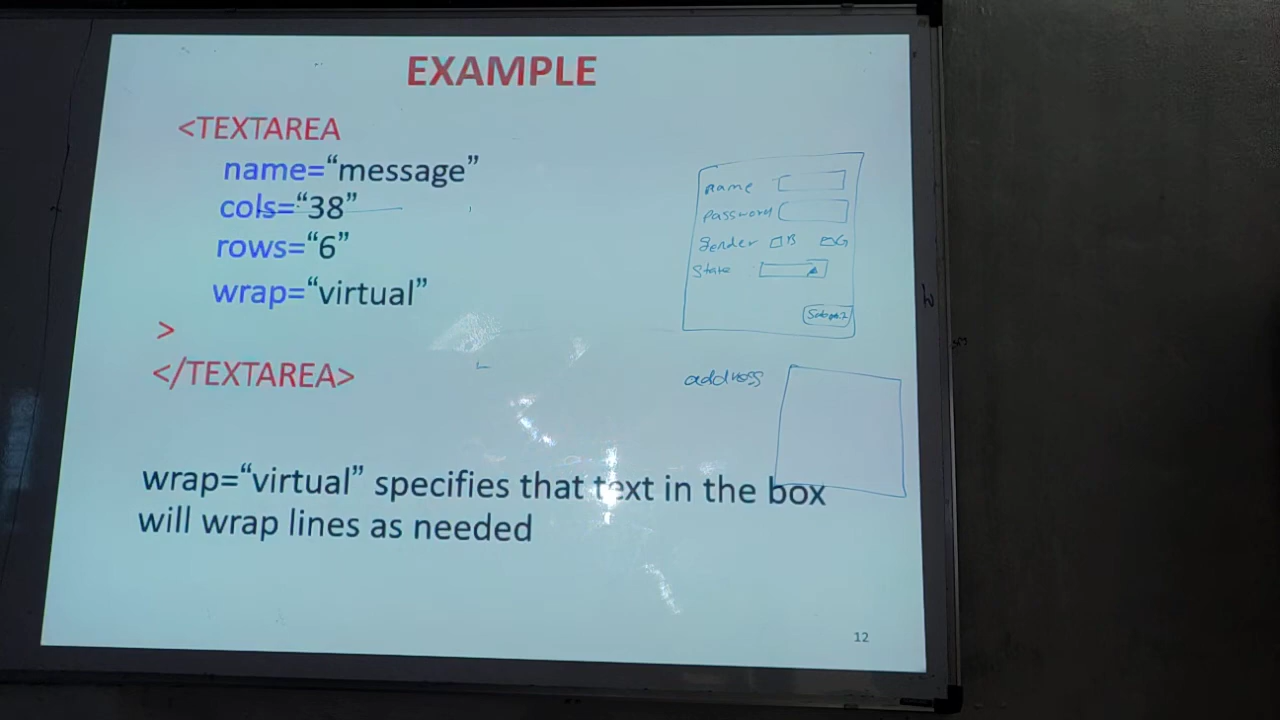 EXAMPLE
<TEXTAREA
name=“message”
cols=“38”
rows=“6”
wrap=“virtual”
>
</TEXTAREA>
wrap=“virtual” specifies that text in the box
will wrap lines as needed
12
name
password
Gender B G
State
Submit
address